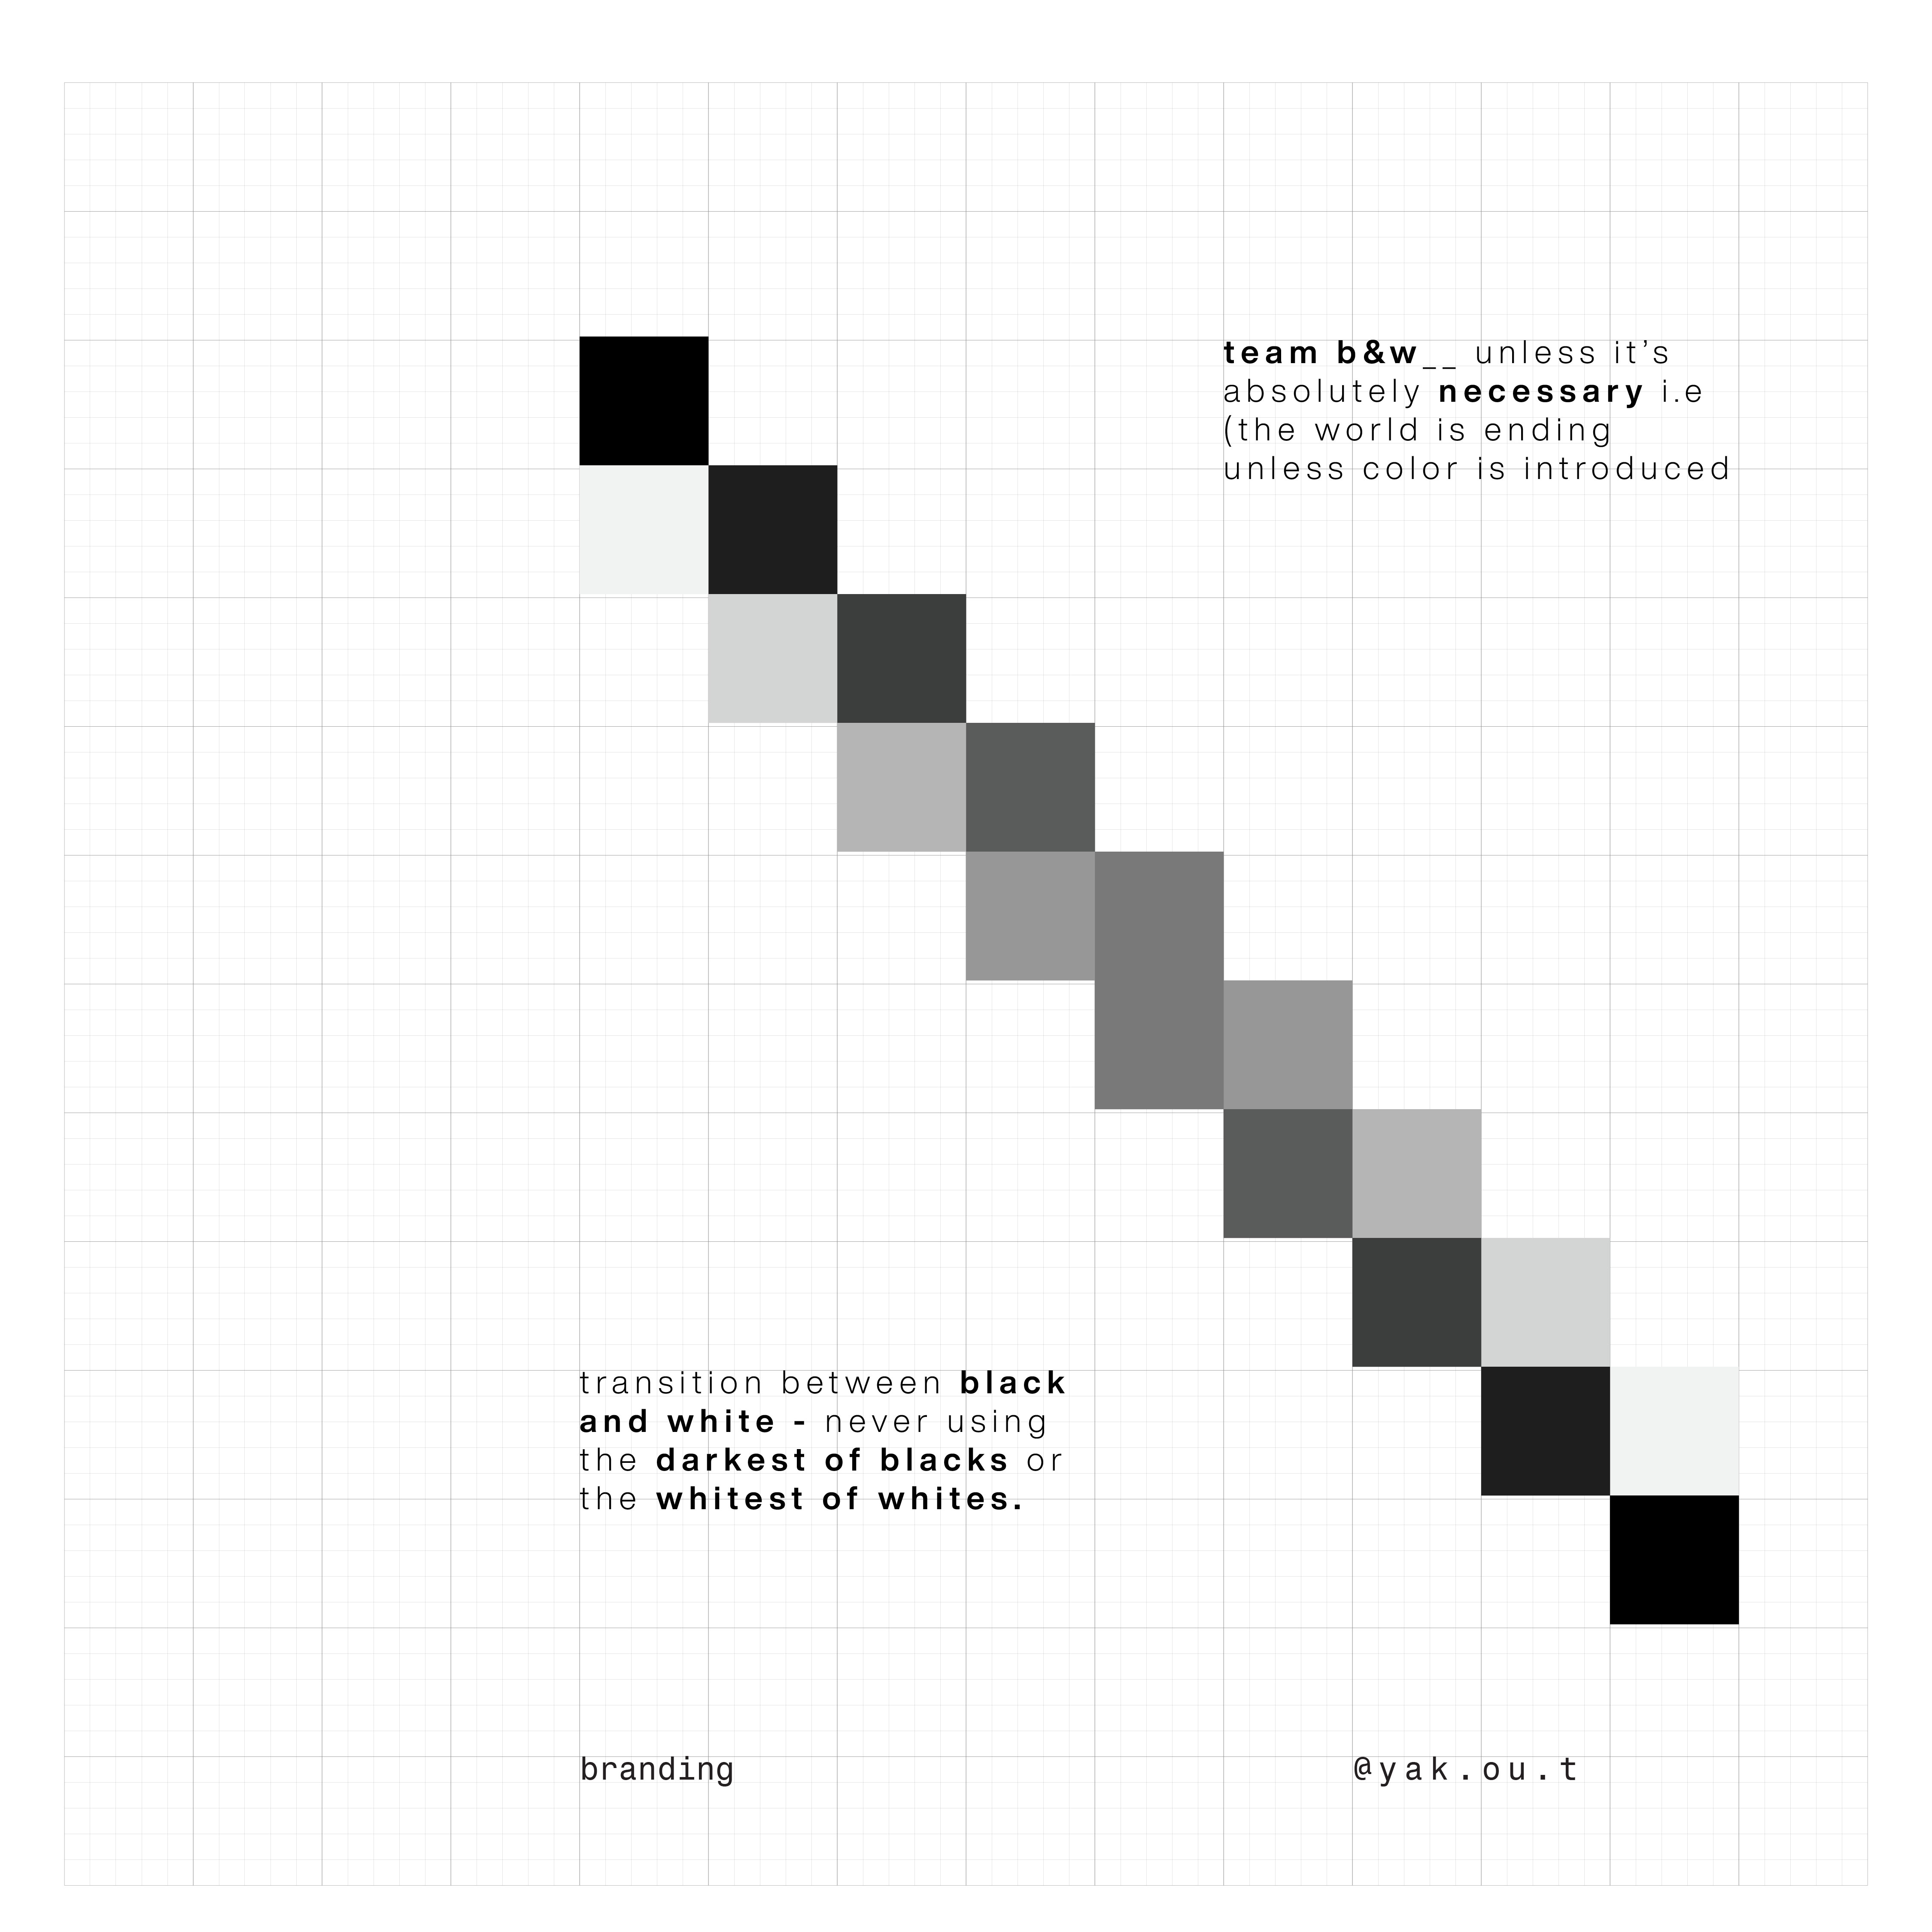 team b&w__ unless it’s
absolutely necessary i.e
(the world is ending
unless color is introduced
transition between black
and white - never using
the darkest of blacks or
the whitest of whites.
branding
@yak.ou.t